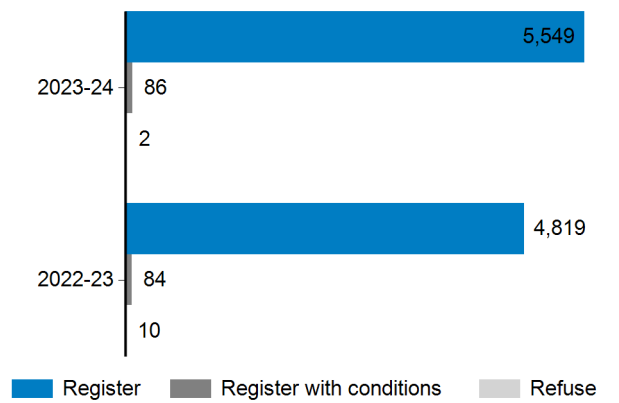 5,549
2023-24
86
2
4,819
2022-23
84
10
Register
Register with conditions
Refuse